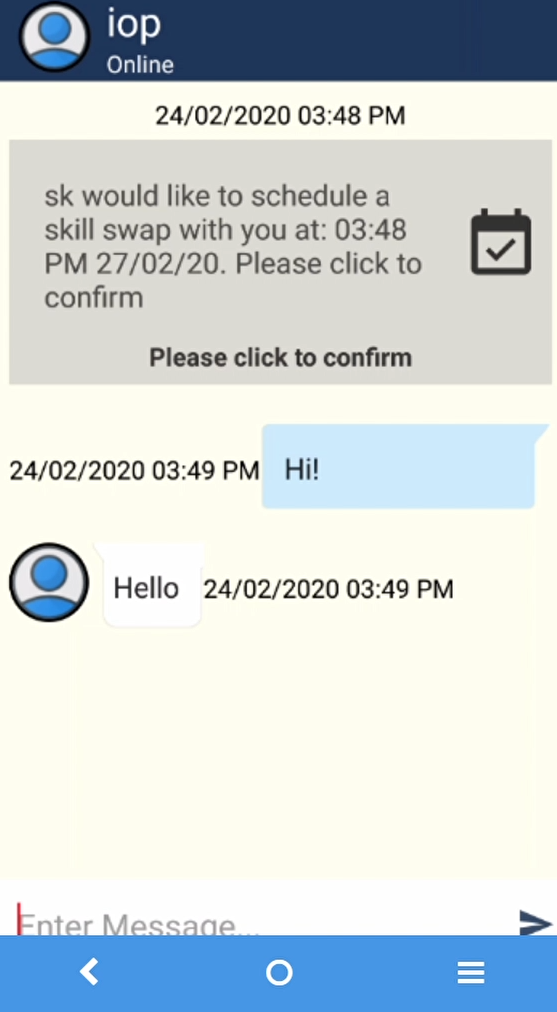 iop
Online
24/02/2020 03:48 PM
sk would like to schedule a
skill swap with you at: 03:48
PM 27/02/20. Please click to
confirm
Please click to confirm
24/02/2020 03:49 PM Hi!
Hello 24/02/2020 03:49 PM
Enter Message...